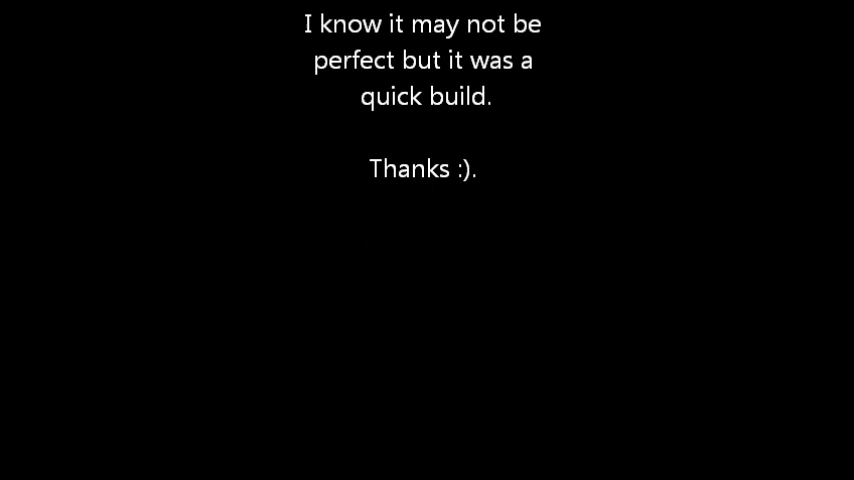 I know it may not be
perfect but it was a
quick build.
Thanks :).